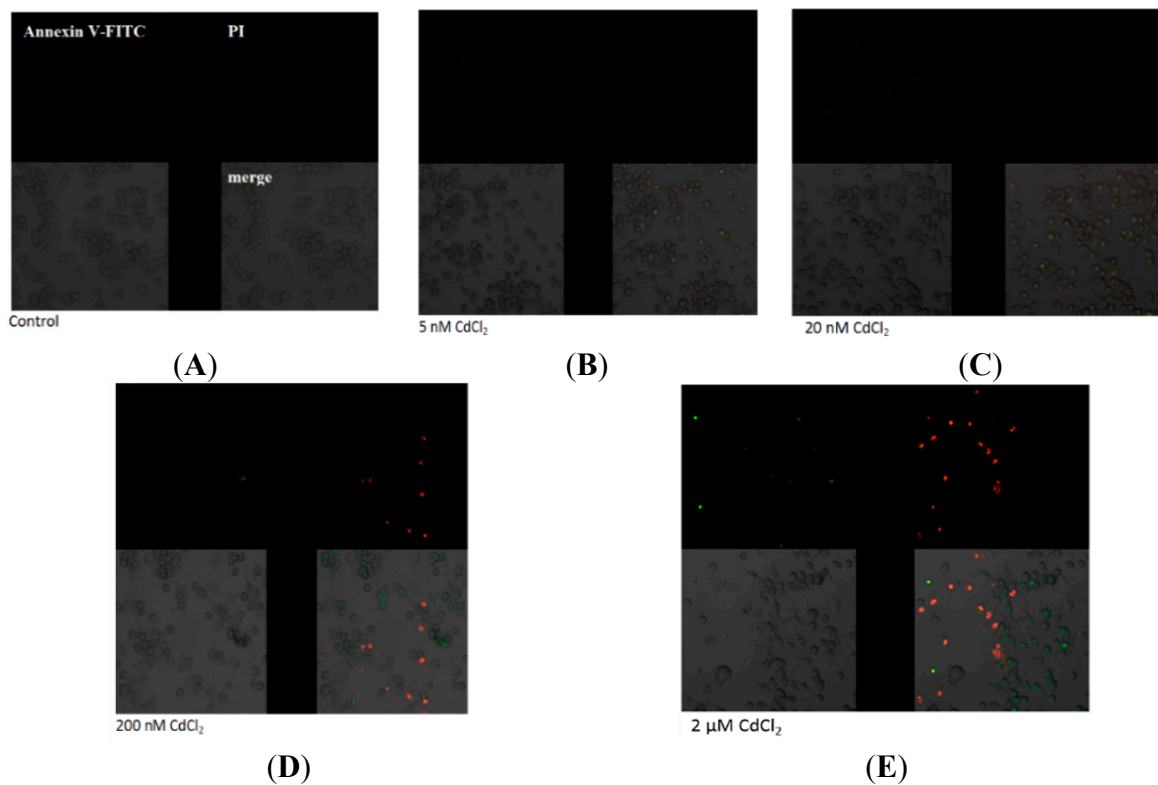 Annexin V-FITC PI
merge
Control
5 nM CdCl₂
20 nM CdCl₂
(A)
(B)
(C)
200 nM CdCl₂
2 µM CdCl₂
(D)
(E)